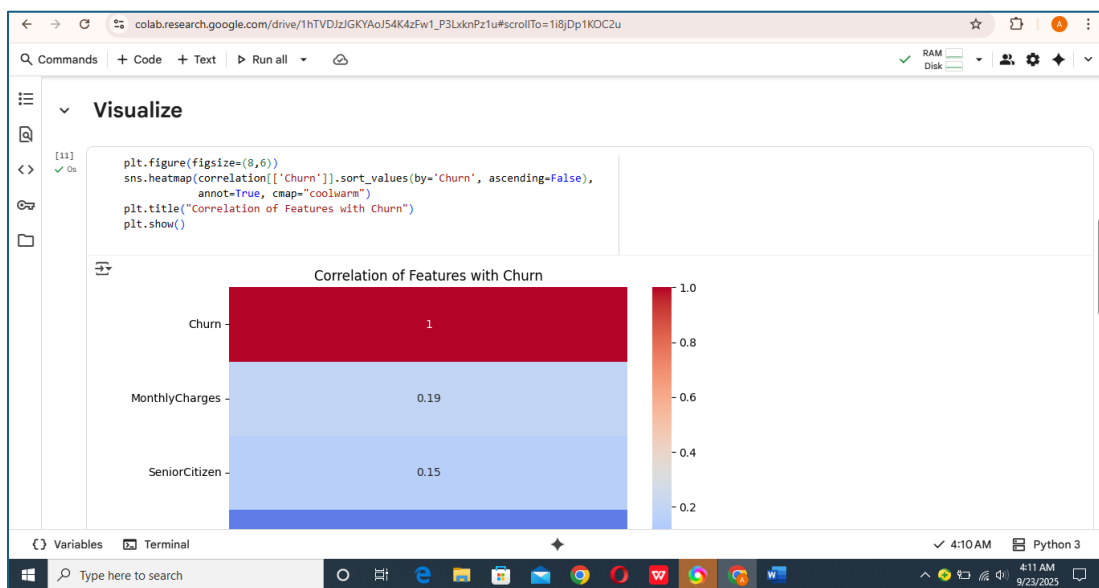 colab.research.google.com/drive/1hTVDJzJGKYAoJ54K4zFw1_P3LxknPz1u#scrollTo=1i8jDp1KOC2u
A
Commands + Code + Text Run all
RAM
Disk
Visualize
[11]
0s
plt.figure(figsize=(8,6))
sns.heatmap(correlation[['Churn']].sort_values(by='Churn', ascending=False),
annot=True, cmap="coolwarm")
plt.title("Correlation of Features with Churn")
plt.show()
Correlation of Features with Churn
Churn 1
MonthlyCharges 0.19
SeniorCitizen 0.15
1.0
0.8
0.6
0.4
0.2
Variables Terminal 4:10 AM Python 3
Type here to search
4:11 AM
9/23/2025